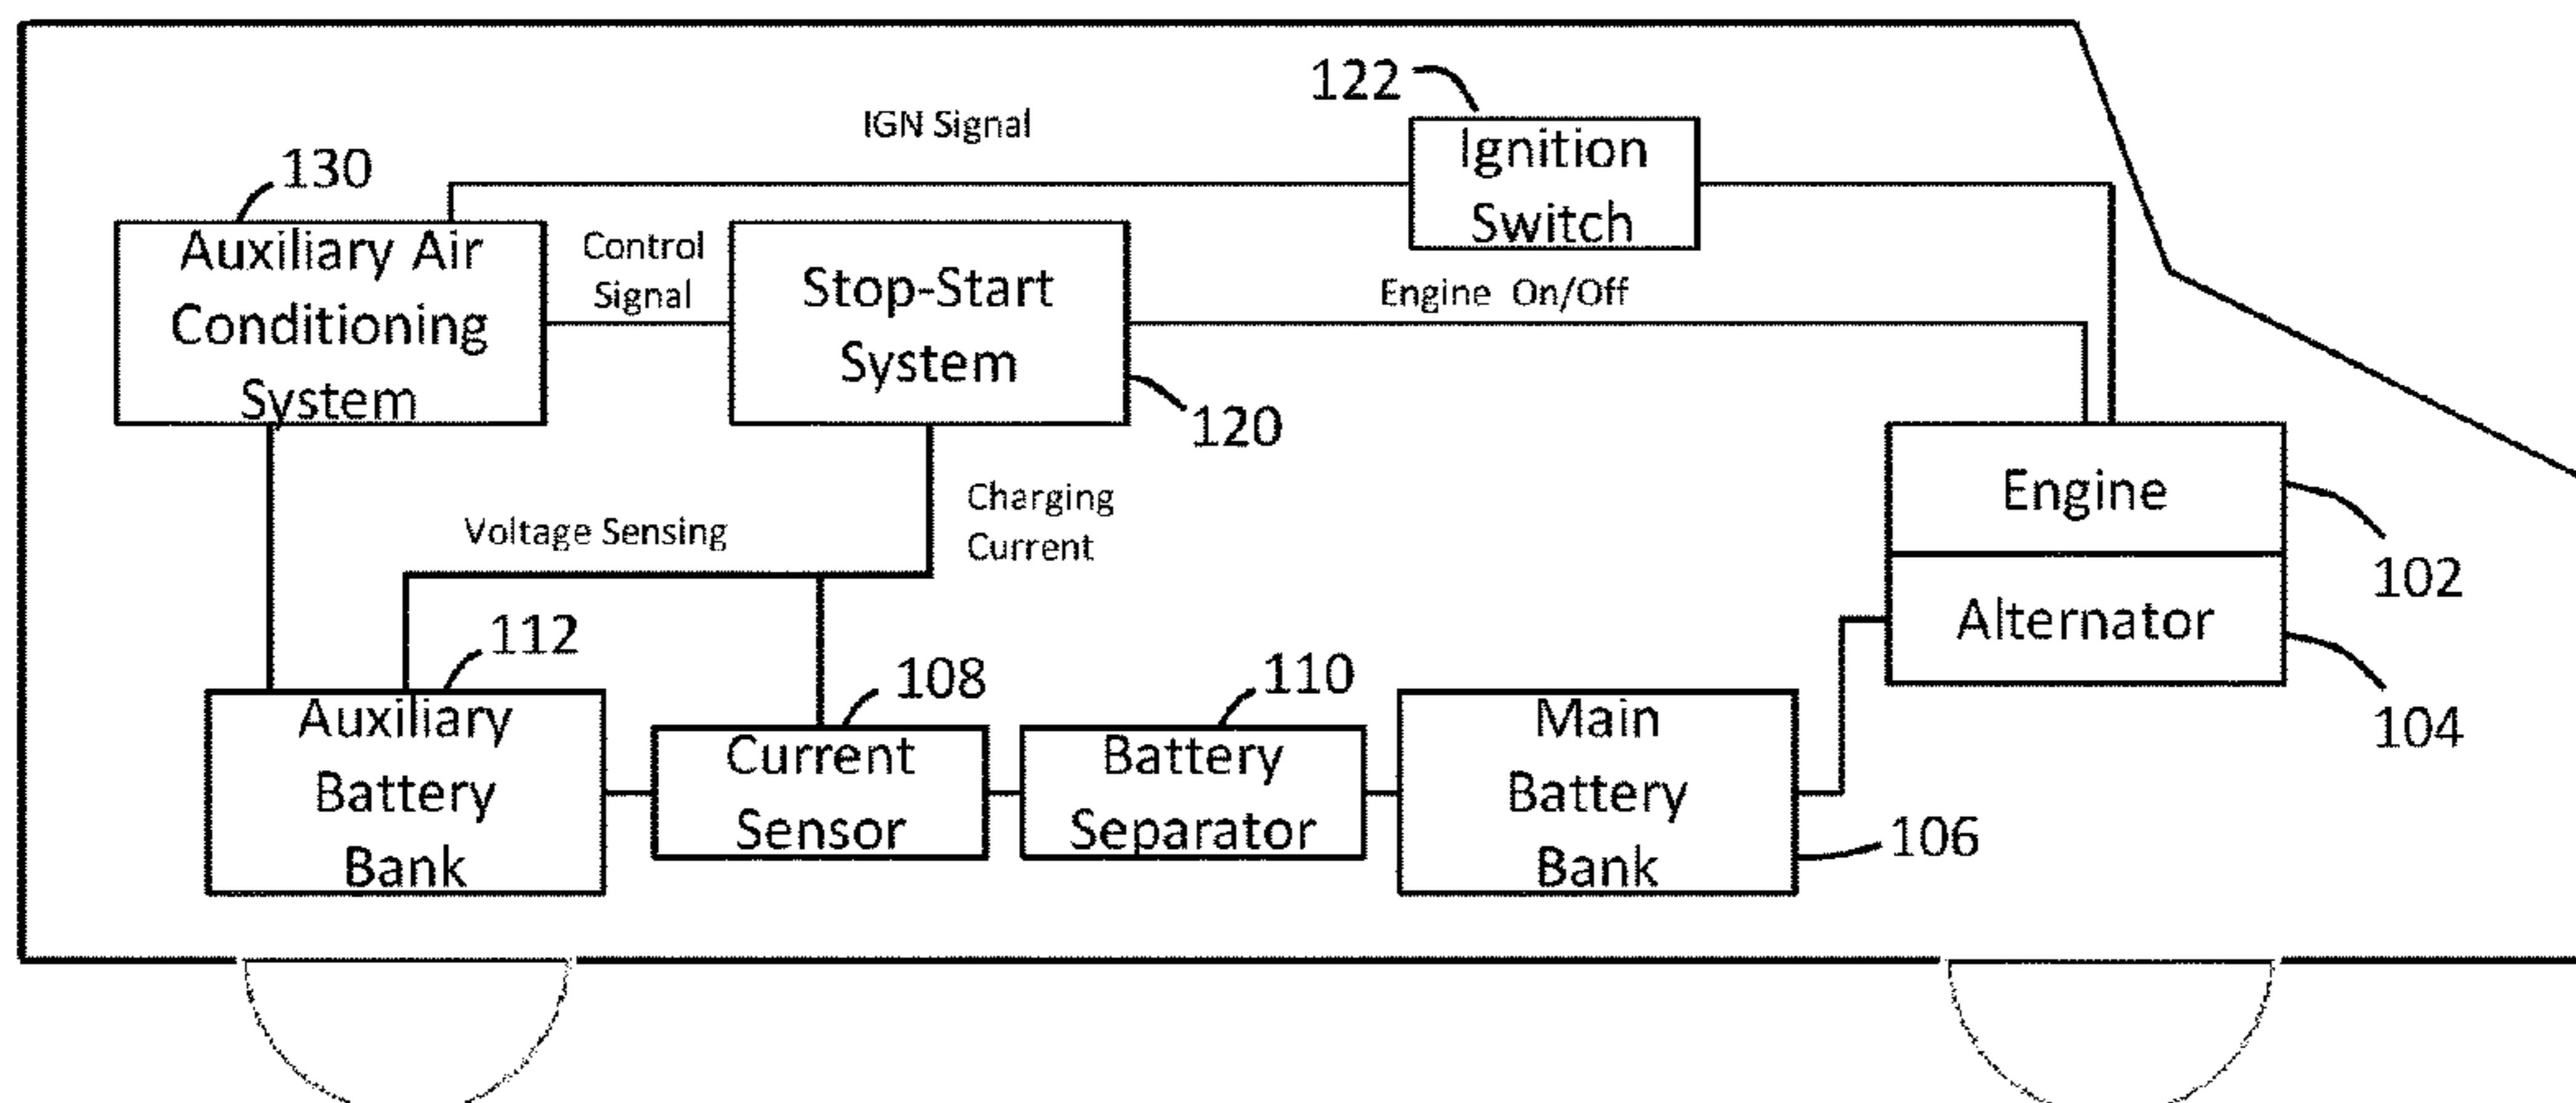 122
IGN Signal
Ignition
Switch
130
Auxiliary Air
Conditioning
System
Control
Signal
Stop-Start
System
120
Engine On/Off
Engine
102
Alternator
104
Voltage Sensing
Charging
Current
112
Auxiliary
Battery
Bank
108
Current
Sensor
110
Battery
Separator
Main
Battery
Bank
106